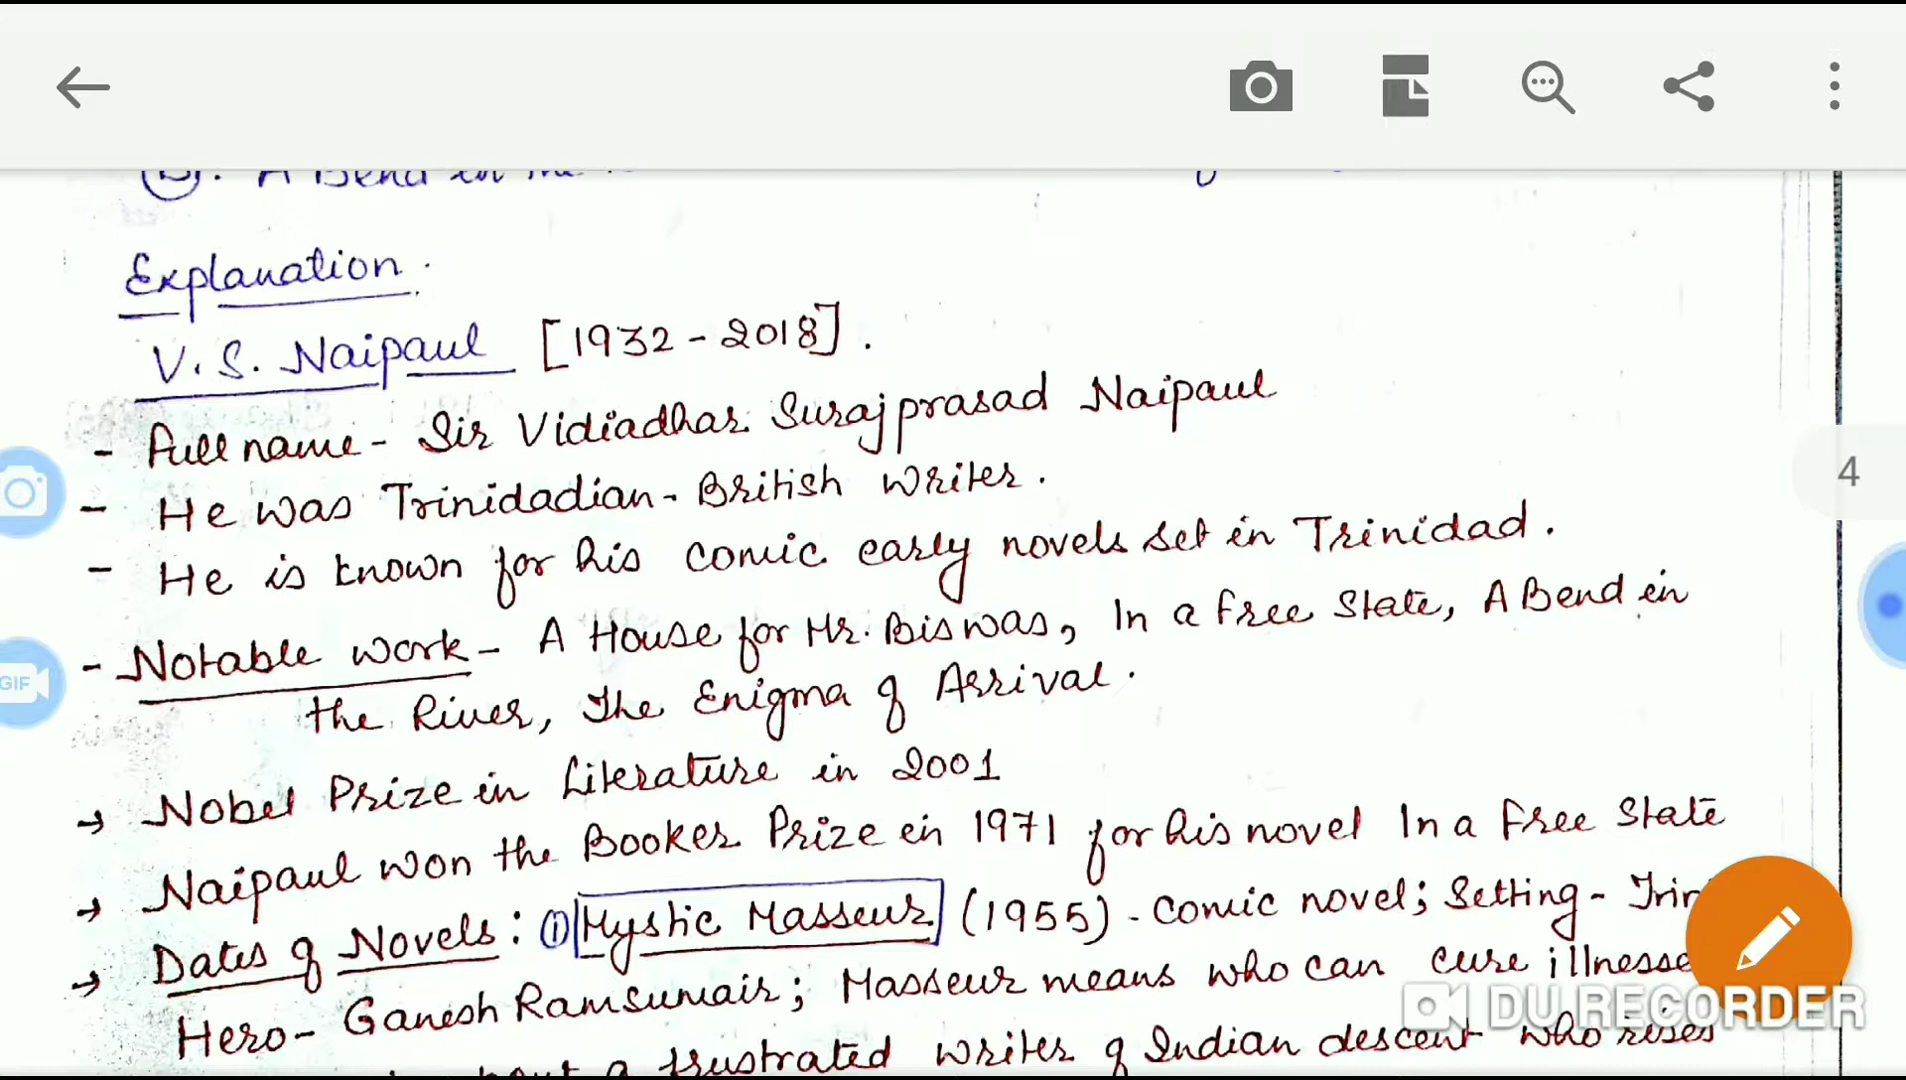 A Bend in the
Explanation.
V. S. Naipaul [1932-2018].
- Full name - Sir Vidiadhar Surajprasad Naipaul
- He was Trinidadian-British writer.
- He is known for his comic early novels set in Trinidad.
- Notable work - A House for Mr. Biswas, In a free State, A Bend in
the River, The Enigma of Arrival.
→ Nobel Prize in Literature in 2001
→ Naipaul won the Booker Prize in 1971 for his novel In a Free State
→ Dates of Novels: ① Mystic Masseur (1955) - Comic novel; Setting -
Hero - Ganesh Ramsumair; Masseur means who can cure
a frustrated writer of Indian descent who rises
4
GIF
DU RECORDER